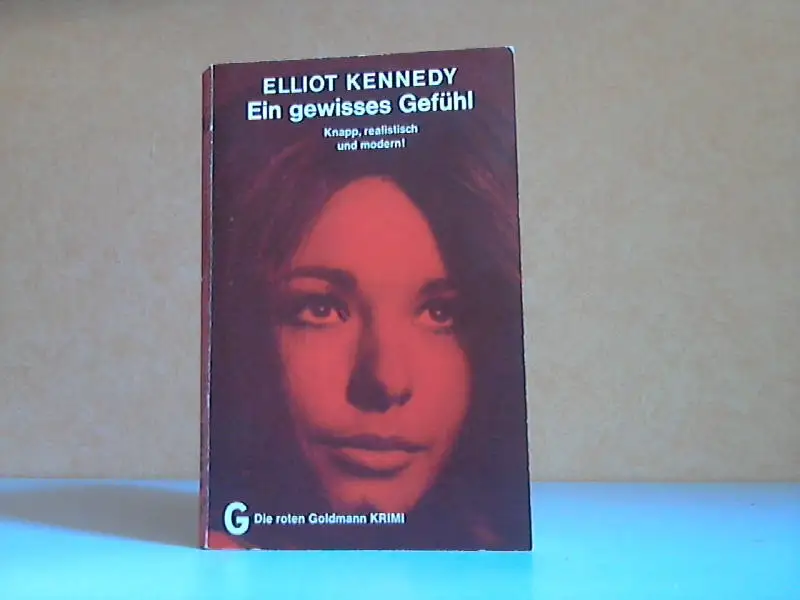 ELLIOT KENNEDY
Ein gewisses Gefühl
Knapp, realistisch
und modern!
G Die roten Goldmann KRIMI